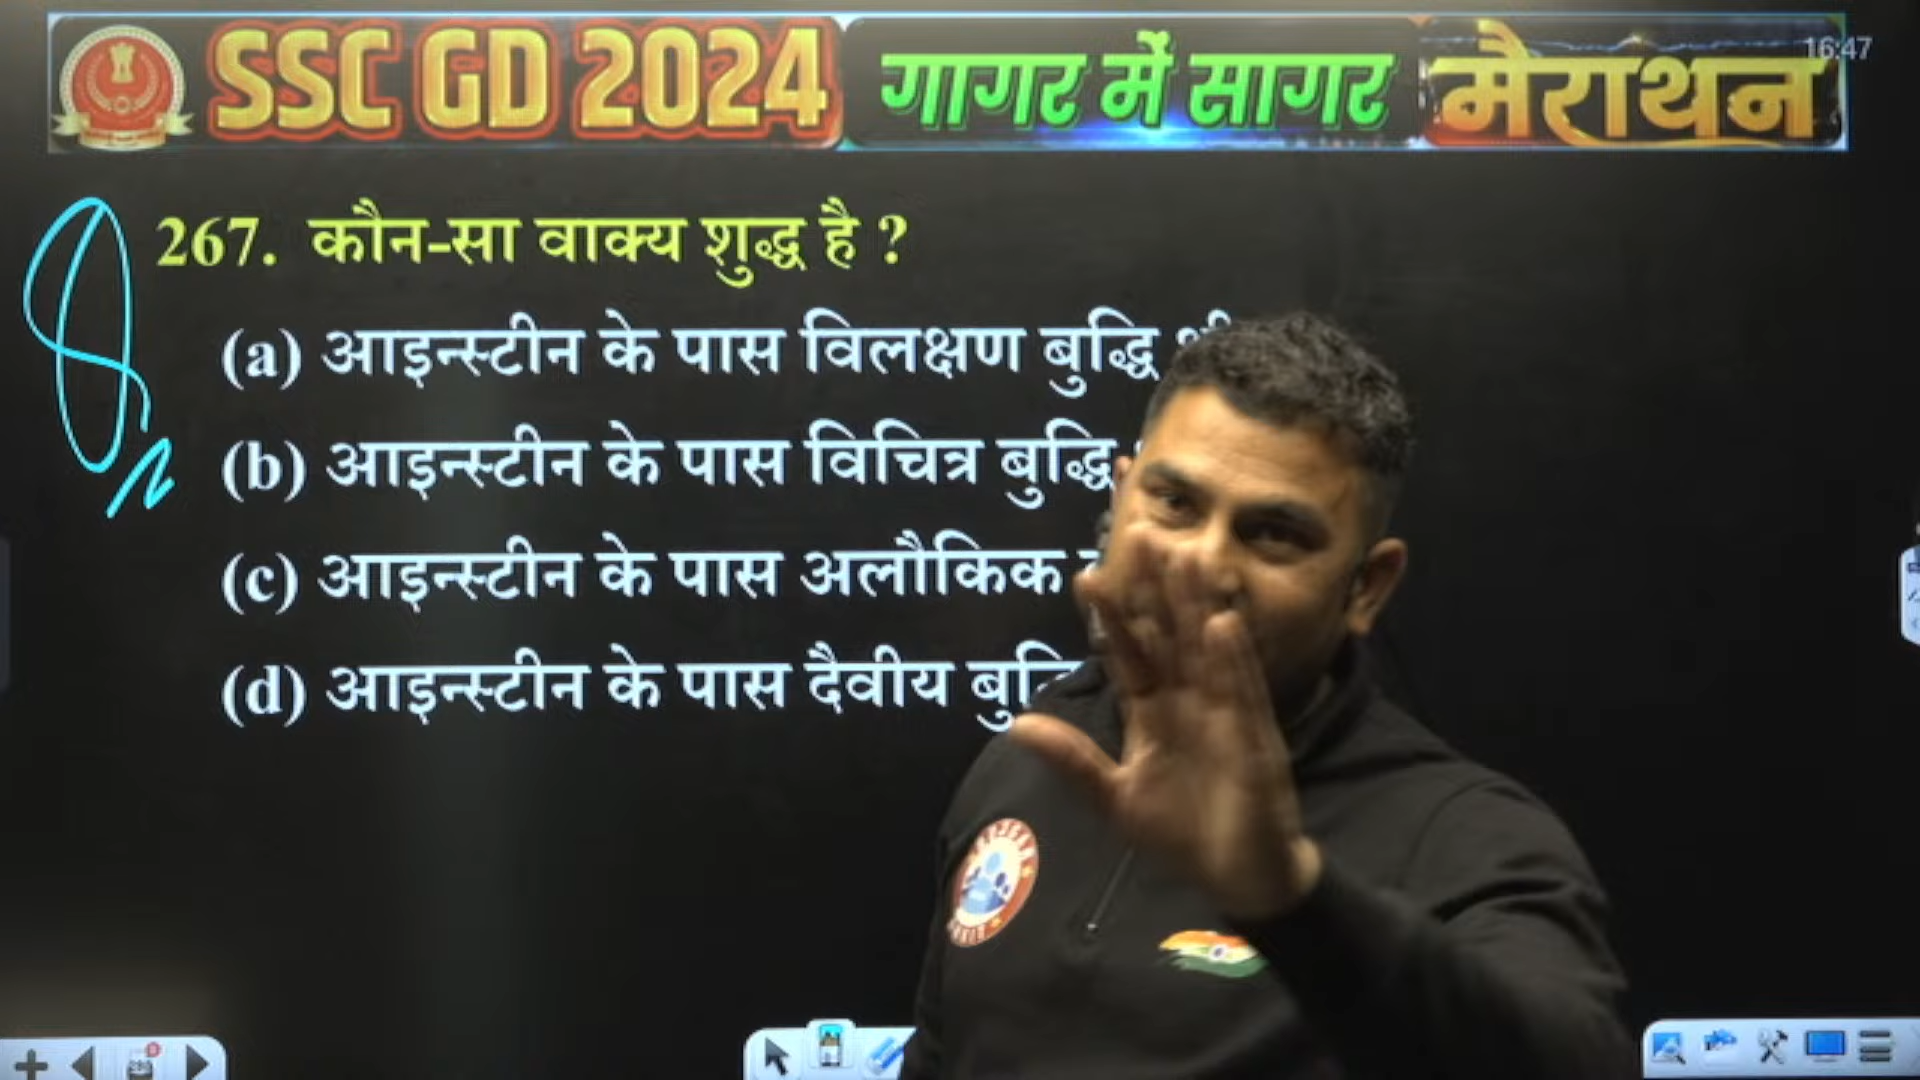 SSC GD 2024 गागर में सागर मैराथन
16:47
267. कौन-सा वाक्य शुद्ध है ?
(a) आइन्स्टीन के पास विलक्षण बुद्धि
(b) आइन्स्टीन के पास विचित्र बुद्धि
(c) आइन्स्टीन के पास अलौकिक
(d) आइन्स्टीन के पास दैवीय